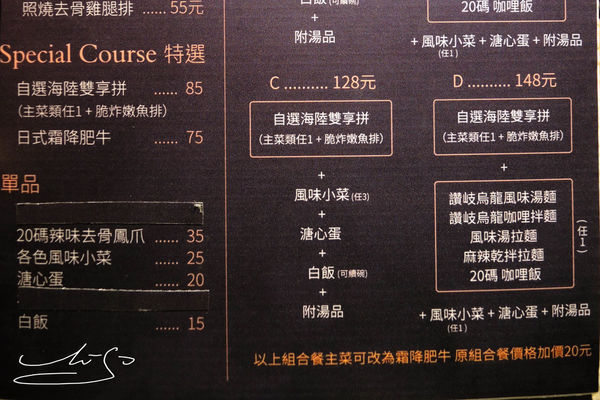 照燒去骨雞腿排 ...... 55元
Special Course 特選
自選海陸雙享拼 ...... 85
(主菜類任1 + 脆炸嫩魚排)
日式霜降肥牛 ...... 75
單品
20碼辣味去骨鳳爪 ...... 35
各色風味小菜 ...... 25
溏心蛋 ...... 20
白飯 ...... 15
白飯 (可續碗)
+
附湯品
C .......... 128元
自選海陸雙享拼
(主菜類任1 + 脆炸嫩魚排)
+
風味小菜 (任3)
+
溏心蛋
+
白飯 (可續碗)
+
附湯品
20碼 咖哩飯
+ 風味小菜 + 溏心蛋 + 附湯品
(任1)
D .......... 148元
自選海陸雙享拼
(主菜類任1 + 脆炸嫩魚排)
+
讚岐烏龍風味湯麵
讚岐烏龍咖哩拌麵
風味湯拉麵
麻辣乾拌拉麵
20碼 咖哩飯
(任1)
+ 風味小菜 + 溏心蛋 + 附湯品
(任1)
以上組合餐主菜可改為霜降肥牛 原組合餐價格加價20元